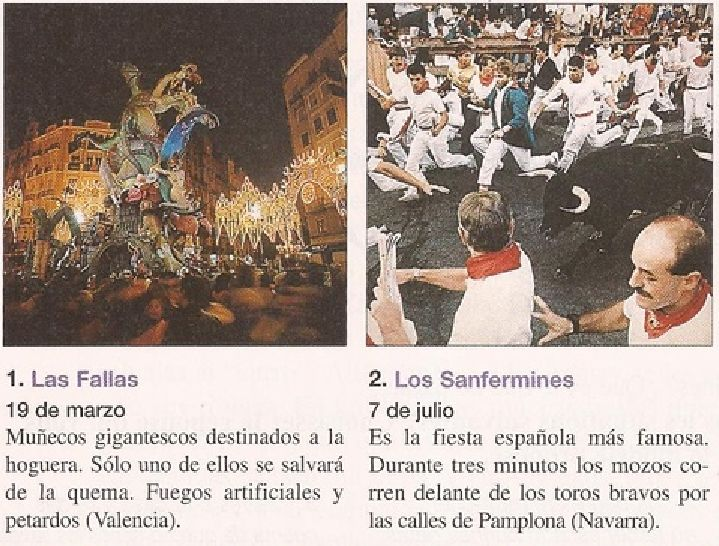 1. Las Fallas
19 de marzo
Muñecos gigantescos destinados a la
hoguera. Sólo uno de ellos se salvará
de la quema. Fuegos artificiales y
petardos (Valencia).
2. Los Sanfermines
7 de julio
Es la fiesta española más famosa.
Durante tres minutos los mozos co-
rren delante de los toros bravos por
las calles de Pamplona (Navarra).